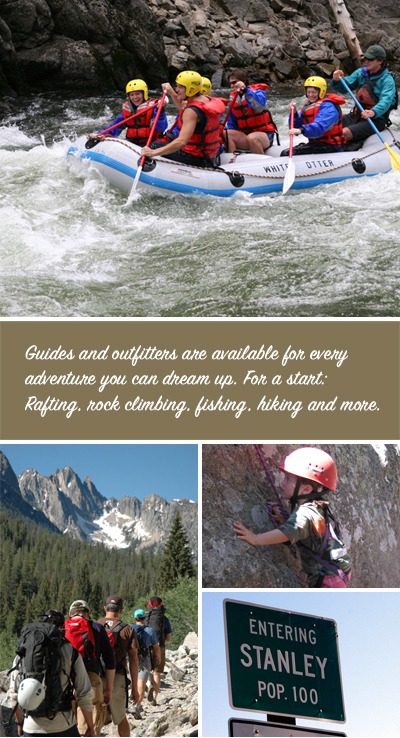 WHITE OTTER
Guides and outfitters are available for every
adventure you can dream up. For a start:
Rafting, rock climbing, fishing, hiking and more.
ENTERING
STANLEY
POP. 100